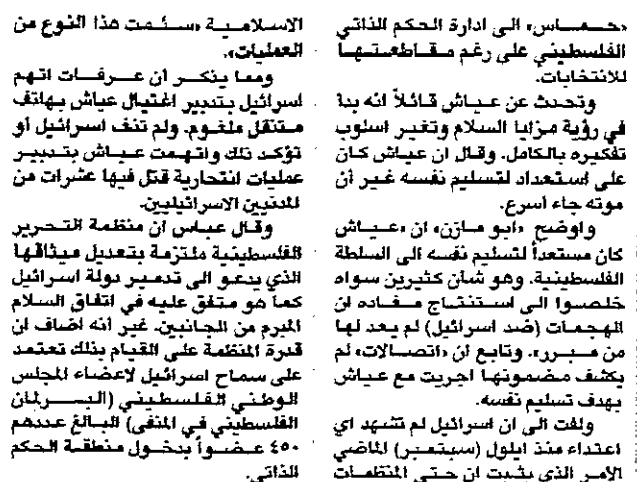 «حمـاس» الى ادارة الحكم الذاتي
الفلسطيني على رغم مقاطعتها
للانتخابات.
وتحدث عن عياش قائلاً انه بدا
في رؤية مزايا السلام وتغير اسلوب
تفكيره بالكامل. وقال ان عياش كان
على استعداد لتسليم نفسه غير أن
موته جاء اسرع.
واوضح «ابو مازن» ان «عياش
كان مستعداً لتسليم نفسه الى السلطة
الفلسطينية. وهو شأن كثيرين سواه
خلصوا الى استنتاج مفاده ان
الهجمات (ضد اسرائيل) لم يعد لها
من مبرر». وتابع ان «اتصالات» لم
يكشف مضمونها اجريت مع عياش
بهدف تسليم نفسه.
ولفت الى ان اسرائيل لم تشهد اي
اعتداء منذ ايلول (سبتمبر) الماضي
الأمر الذي يثبت ان حتى المنظمات
الاسلامية «سئمت هذا النوع من
العمليات».
ومما يذكر ان عرفات اتهم
اسرائيل بتدبير اغتيال عياش بهاتف
متنقل ملغوم. ولم تنف اسرائيل أو
تؤكد ذلك واتهمت عياش بتدبير
عمليات انتحارية قتل فيها عشرات من
المدنيين الاسرائيليين.
وقال عباس ان منظمة التحرير
الفلسطينية ملتزمة بتعديل ميثاقها
الذي يدعو الى تدمير دولة اسرائيل
كما هو متفق عليه في اتفاق السلام
المبرم من الجانبين. غير أنه اضاف ان
قدرة المنظمة على القيام بذلك تعتمد
على سماح اسرائيل لاعضاء المجلس
الوطني الفلسطيني (البرلمان
الفلسطيني في المنفى) البالغ عددهم
٤٥٠ عضواً بدخول منطقة الحكم
الذاتي.